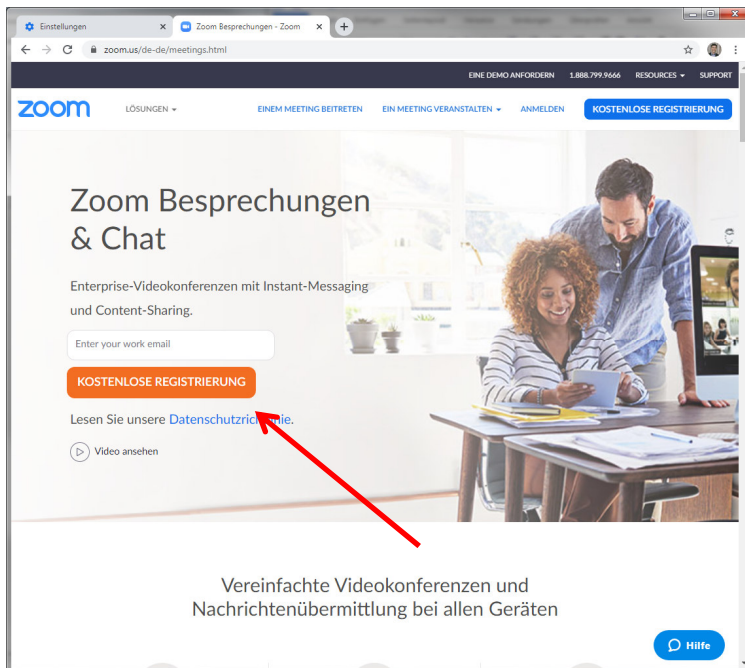 Einstellungen
Zoom Besprechungen - Zoom
zoom.us/de-de/meetings.html
EINE DEMO ANFORDERN 1.888.799.9666 RESOURCES SUPPORT
zoom LÖSUNGEN EINEM MEETING BEITRETEN EIN MEETING VERANSTALTEN ANMELDEN KOSTENLOSE REGISTRIERUNG
Zoom Besprechungen
& Chat
Enterprise-Videokonferenzen mit Instant-Messaging
und Content-Sharing.
Enter your work email
KOSTENLOSE REGISTRIERUNG
Lesen Sie unsere Datenschutzrichtlinie.
Video ansehen
Vereinfachte Videokonferenzen und
Nachrichtenübermittlung bei allen Geräten
Hilfe